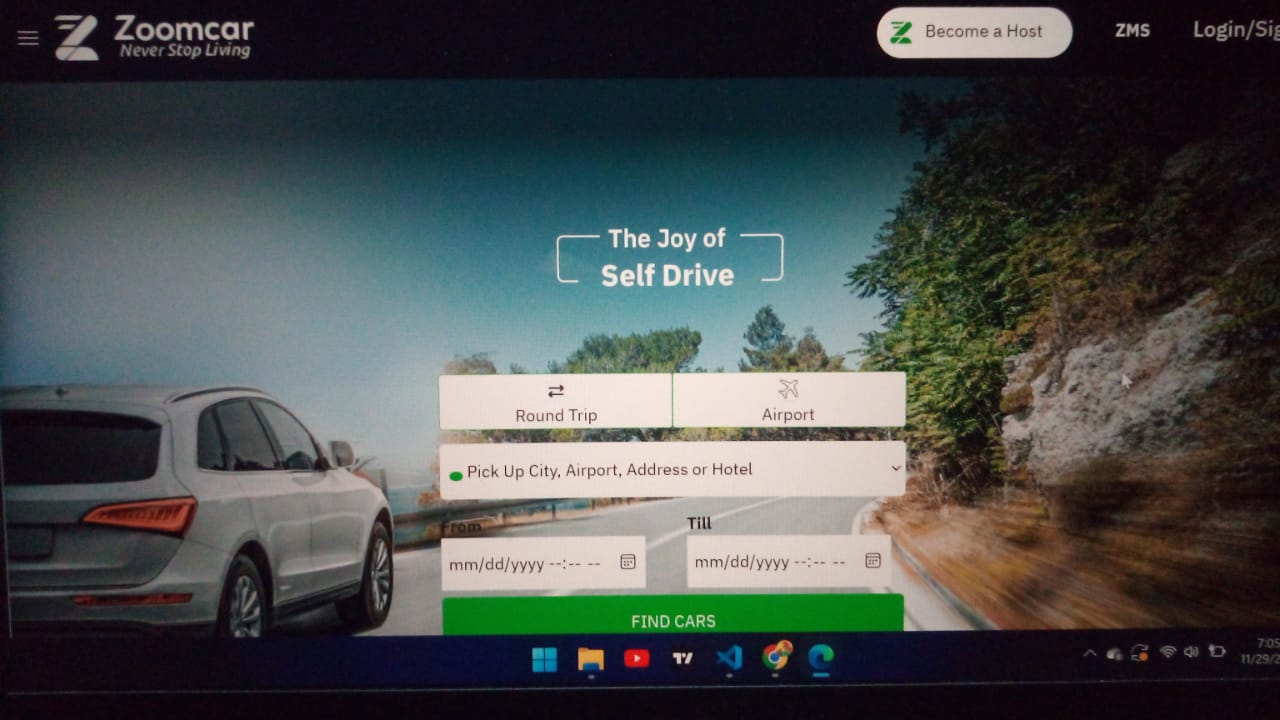 Zoomcar
Never Stop Living
Become a Host
ZMS
Login/Sig
The Joy of
Self Drive
Round Trip
Airport
Pick Up City, Airport, Address or Hotel
From
Till
mm/dd/yyyy --:-- --
mm/dd/yyyy --:-- --
FIND CARS
7:05
11/29/2